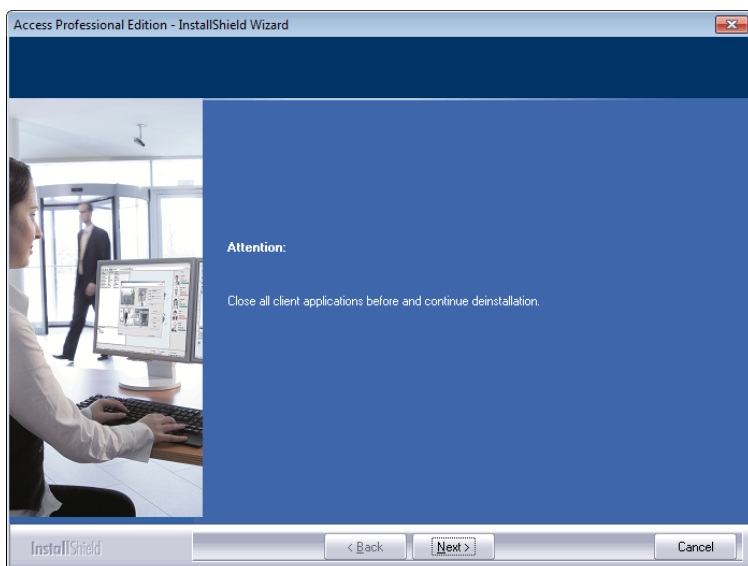 Access Professional Edition - InstallShield Wizard
Attention:
Close all client applications before and continue deinstallation.
InstallShield
< Back
Next >
Cancel